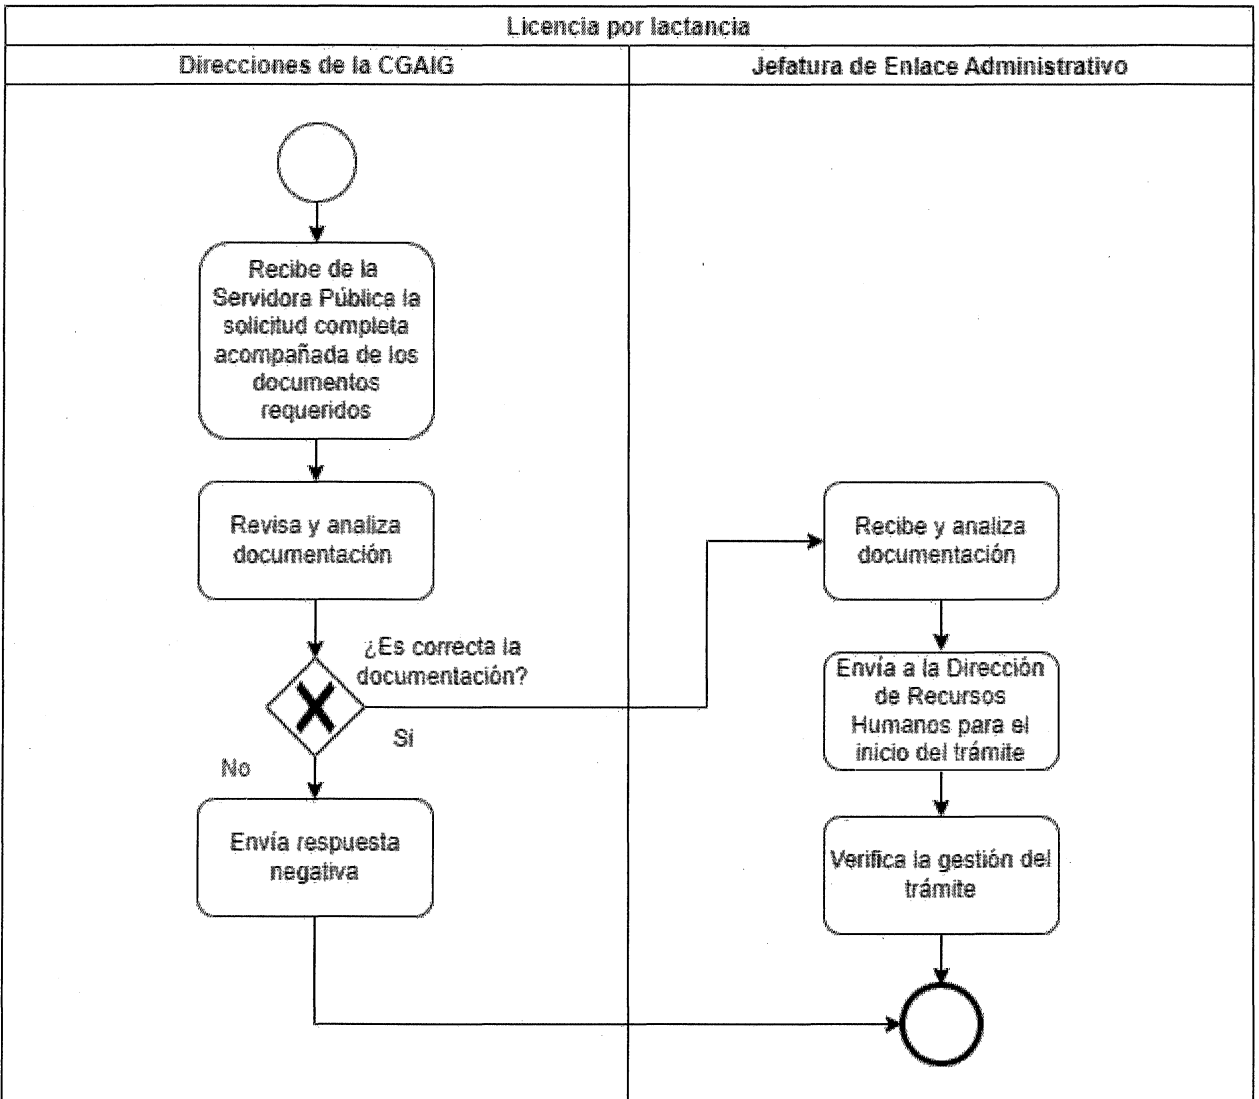 Licencia por lactancia
Direcciones de la CGAIG
Jefatura de Enlace Administrativo
Recibe de la
Servidora Pública la
solicitud completa
acompañada de los
documentos
requeridos
Revisa y analiza
documentación
¿Es correcta la
documentación?
Sí
No
Envía respuesta
negativa
Recibe y analiza
documentación
Envía a la Dirección
de Recursos
Humanos para el
inicio del trámite
Verifica la gestión del
trámite